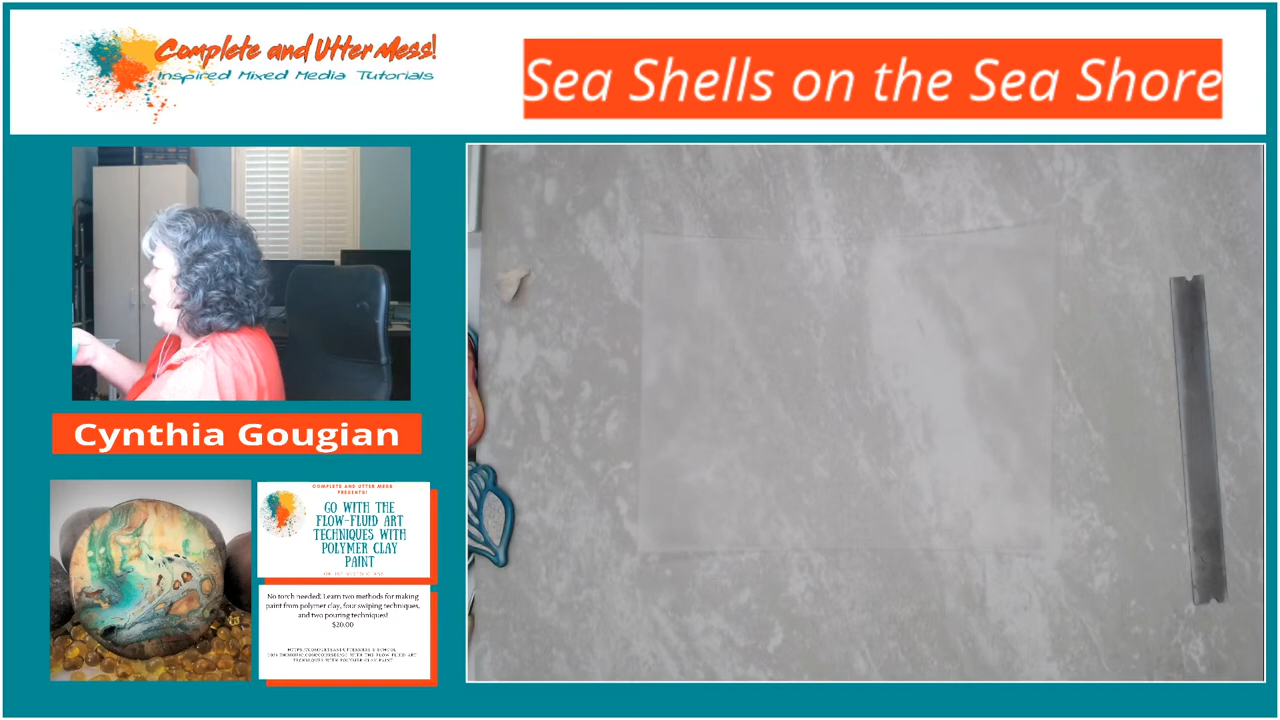 Complete and Utter Mess!
Inspired Mixed Media Tutorials
Sea Shells on the Sea Shore
Cynthia Gougian
COMPLETE AND UTTER MESS
PRESENTS:
GO WITH THE
FLOW-FLUID ART
TECHNIQUES WITH
POLYMER CLAY
PAINT
No torch needed! Learn two methods for making
paint from polymer clay, four swiping techniques,
and two pouring techniques!
$20.00